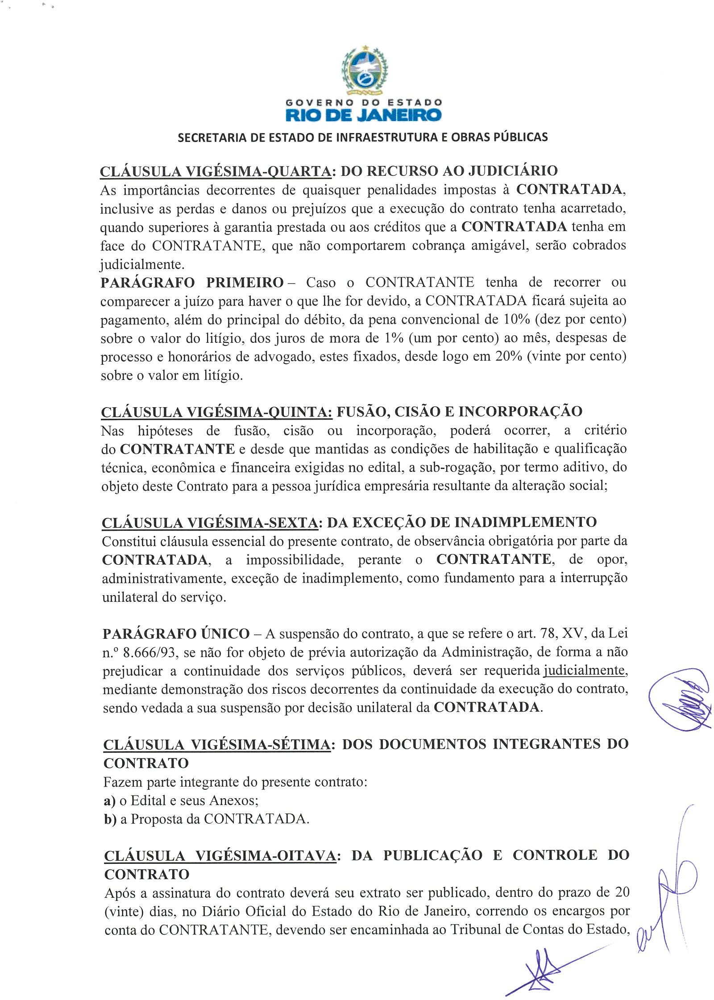 GOVERNO DO ESTADO
RIO DE JANEIRO
SECRETARIA DE ESTADO DE INFRAESTRUTURA E OBRAS PÚBLICAS
CLÁUSULA VIGÉSIMA-QUARTA: DO RECURSO AO JUDICIÁRIO
As importâncias decorrentes de quaisquer penalidades impostas à CONTRATADA,
inclusive as perdas e danos ou prejuízos que a execução do contrato tenha acarretado,
quando superiores à garantia prestada ou aos créditos que a CONTRATADA tenha em
face do CONTRATANTE, que não comportarem cobrança amigável, serão cobrados
judicialmente.
PARÁGRAFO PRIMEIRO – Caso o CONTRATANTE tenha de recorrer ou
comparecer a juízo para haver o que lhe for devido, a CONTRATADA ficará sujeita ao
pagamento, além do principal do débito, da pena convencional de 10% (dez por cento)
sobre o valor do litígio, dos juros de mora de 1% (um por cento) ao mês, despesas de
processo e honorários de advogado, estes fixados, desde logo em 20% (vinte por cento)
sobre o valor em litígio.
CLÁUSULA VIGÉSIMA-QUINTA: FUSÃO, CISÃO E INCORPORAÇÃO
Nas hipóteses de fusão, cisão ou incorporação, poderá ocorrer, a critério
do CONTRATANTE e desde que mantidas as condições de habilitação e qualificação
técnica, econômica e financeira exigidas no edital, a sub-rogação, por termo aditivo, do
objeto deste Contrato para a pessoa jurídica empresária resultante da alteração social;
CLÁUSULA VIGÉSIMA-SEXTA: DA EXCEÇÃO DE INADIMPLEMENTO
Constitui cláusula essencial do presente contrato, de observância obrigatória por parte da
CONTRATADA, a impossibilidade, perante o CONTRATANTE, de opor,
administrativamente, exceção de inadimplemento, como fundamento para a interrupção
unilateral do serviço.
PARÁGRAFO ÚNICO – A suspensão do contrato, a que se refere o art. 78, XV, da Lei
n.º 8.666/93, se não for objeto de prévia autorização da Administração, de forma a não
prejudicar a continuidade dos serviços públicos, deverá ser requerida judicialmente,
mediante demonstração dos riscos decorrentes da continuidade da execução do contrato,
sendo vedada a sua suspensão por decisão unilateral da CONTRATADA.
CLÁUSULA VIGÉSIMA-SÉTIMA: DOS DOCUMENTOS INTEGRANTES DO
CONTRATO
Fazem parte integrante do presente contrato:
a) o Edital e seus Anexos;
b) a Proposta da CONTRATADA.
CLÁUSULA VIGÉSIMA-OITAVA: DA PUBLICAÇÃO E CONTROLE DO
CONTRATO
Após a assinatura do contrato deverá seu extrato ser publicado, dentro do prazo de 20
(vinte) dias, no Diário Oficial do Estado do Rio de Janeiro, correndo os encargos por
conta do CONTRATANTE, devendo ser encaminhada ao Tribunal de Contas do Estado,